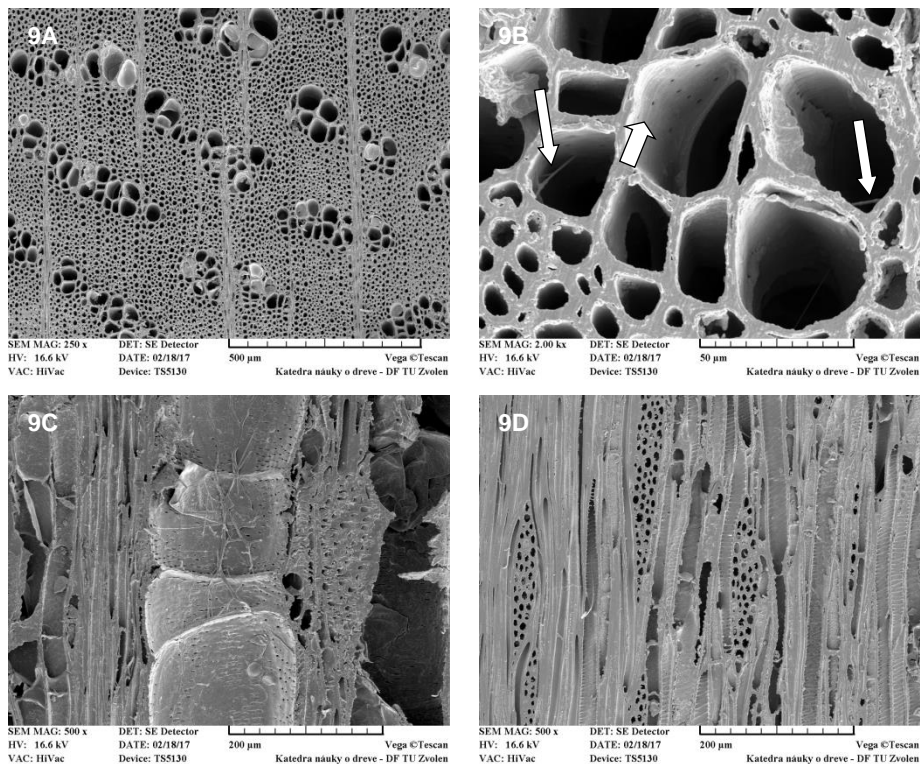 9A
SEM MAG: 250 x DET: SE Detector
HV: 16.6 kV DATE: 02/18/17 500 µm Vega ©Tescan
VAC: HiVac Device: TS5130 Katedra náuky o dreve - DF TU Zvolen
9B
SEM MAG: 2.00 kx DET: SE Detector
HV: 16.6 kV DATE: 02/18/17 50 µm Vega ©Tescan
VAC: HiVac Device: TS5130 Katedra náuky o dreve - DF TU Zvolen
9C
SEM MAG: 500 x DET: SE Detector
HV: 16.6 kV DATE: 02/18/17 200 µm Vega ©Tescan
VAC: HiVac Device: TS5130 Katedra náuky o dreve - DF TU Zvolen
9D
SEM MAG: 500 x DET: SE Detector
HV: 16.6 kV DATE: 02/18/17 200 µm Vega ©Tescan
VAC: HiVac Device: TS5130 Katedra náuky o dreve - DF TU Zvolen